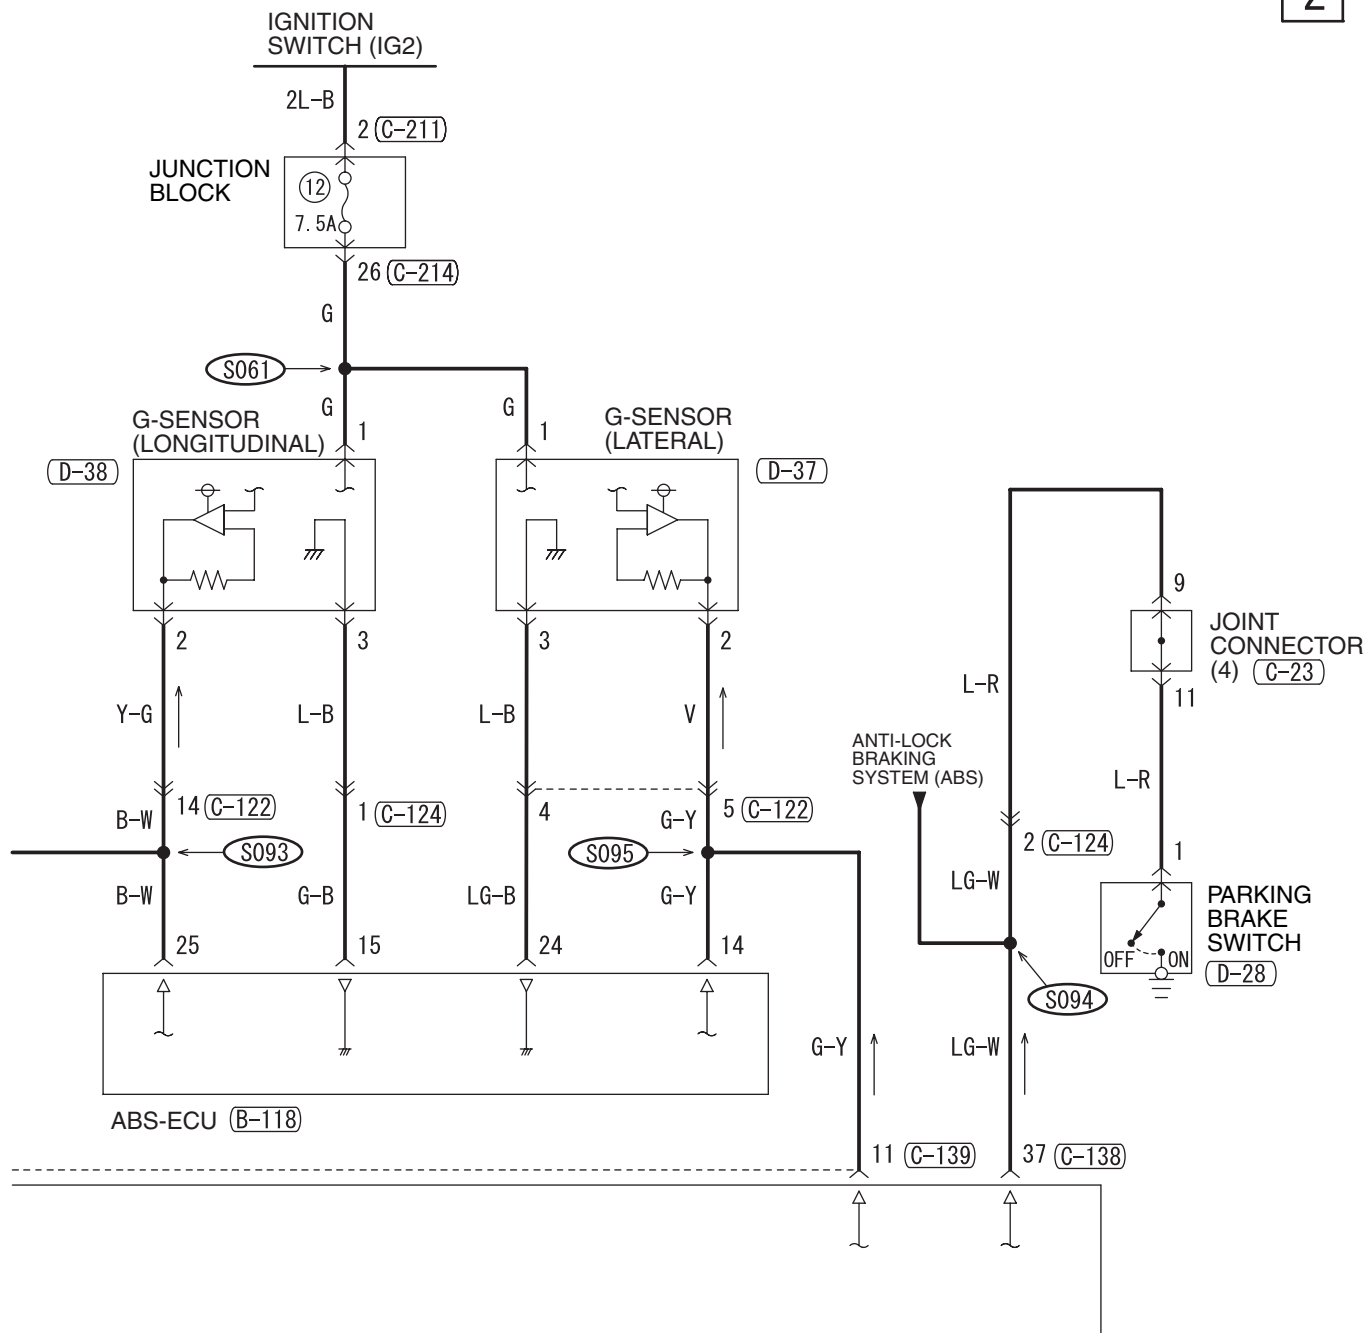 2
IGNITION
SWITCH (IG2)
2L-B
2 C-211
JUNCTION
BLOCK
12
7.5A
26 C-214
G
S061
G
G
G-SENSOR
(LONGITUDINAL)
1
1
G-SENSOR
(LATERAL)
D-38
D-37
9
JOINT
CONNECTOR
(4) C-23
2
3
3
2
11
L-R
Y-G
L-B
L-B
V
ANTI-LOCK
BRAKING
SYSTEM (ABS)
L-R
14 C-122
1 C-124
4
5 C-122
B-W
G-Y
2 C-124
1
S093
S095
B-W
G-B
LG-B
G-Y
LG-W
PARKING
BRAKE
SWITCH
D-28
25
15
24
14
OFF
ON
S094
G-Y
LG-W
ABS-ECU B-118
11 C-139
37 C-138